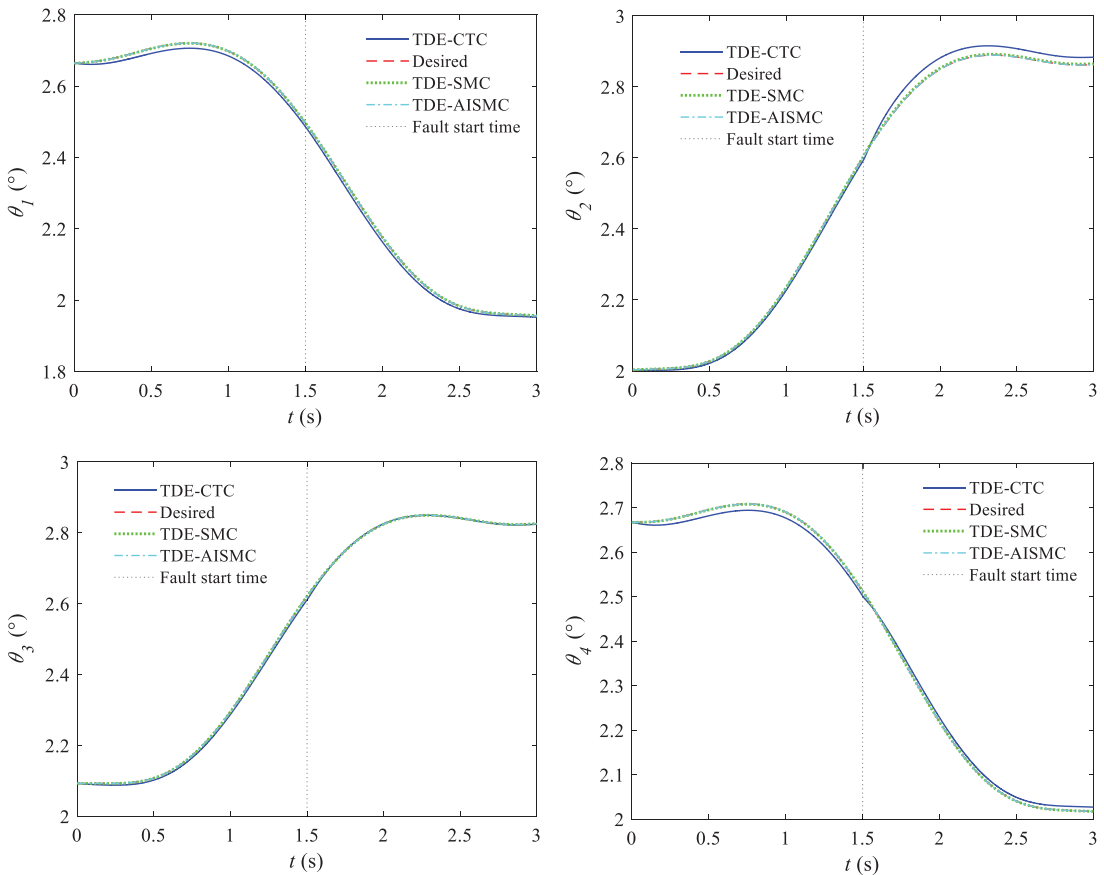 2.8
2.6
2.4
2.2
2
1.8
θ1 (°)
TDE-CTC
Desired
TDE-SMC
TDE-AISMC
Fault start time
0 0.5 1 1.5 2 2.5 3
t (s)
3
2.8
2.6
2.4
2.2
2
θ2 (°)
TDE-CTC
Desired
TDE-SMC
TDE-AISMC
Fault start time
0 0.5 1 1.5 2 2.5 3
t (s)
3
2.8
2.6
2.4
2.2
2
θ3 (°)
TDE-CTC
Desired
TDE-SMC
TDE-AISMC
Fault start time
0 0.5 1 1.5 2 2.5 3
t (s)
2.8
2.7
2.6
2.5
2.4
2.3
2.2
2.1
2
θ4 (°)
TDE-CTC
Desired
TDE-SMC
TDE-AISMC
Fault start time
0 0.5 1 1.5 2 2.5 3
t (s)